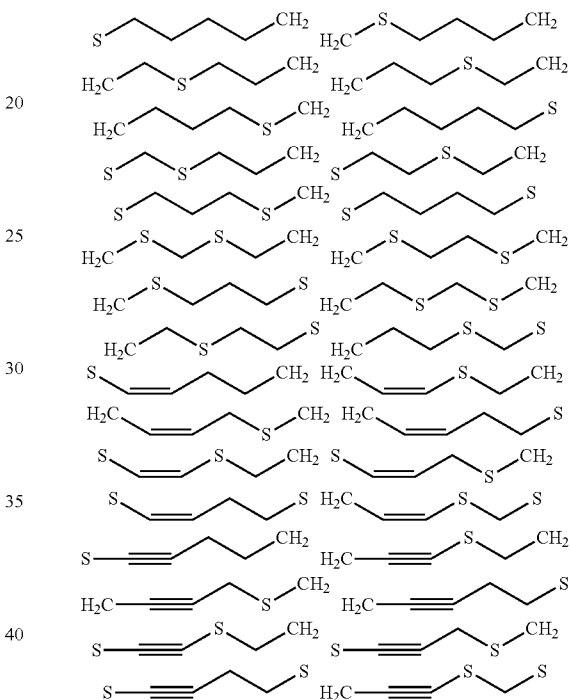 S CH₂ H₂C S CH₂
H₂C S CH₂ H₂C S CH₂
20 H₂C S CH₂ H₂C S
S S CH₂ S S CH₂
S S CH₂ S S
25 H₂C S S CH₂ H₂C S S CH₂
H₂C S S H₂C S S CH₂
H₂C S S H₂C S S
30 S CH₂ H₂C S CH₂
H₂C S CH₂ H₂C S
S S CH₂ S S CH₂
35 S S H₂C S S
S CH₂ H₂C S CH₂
H₂C S CH₂ H₂C S
40 S S CH₂ S S CH₂
S S H₂C S S